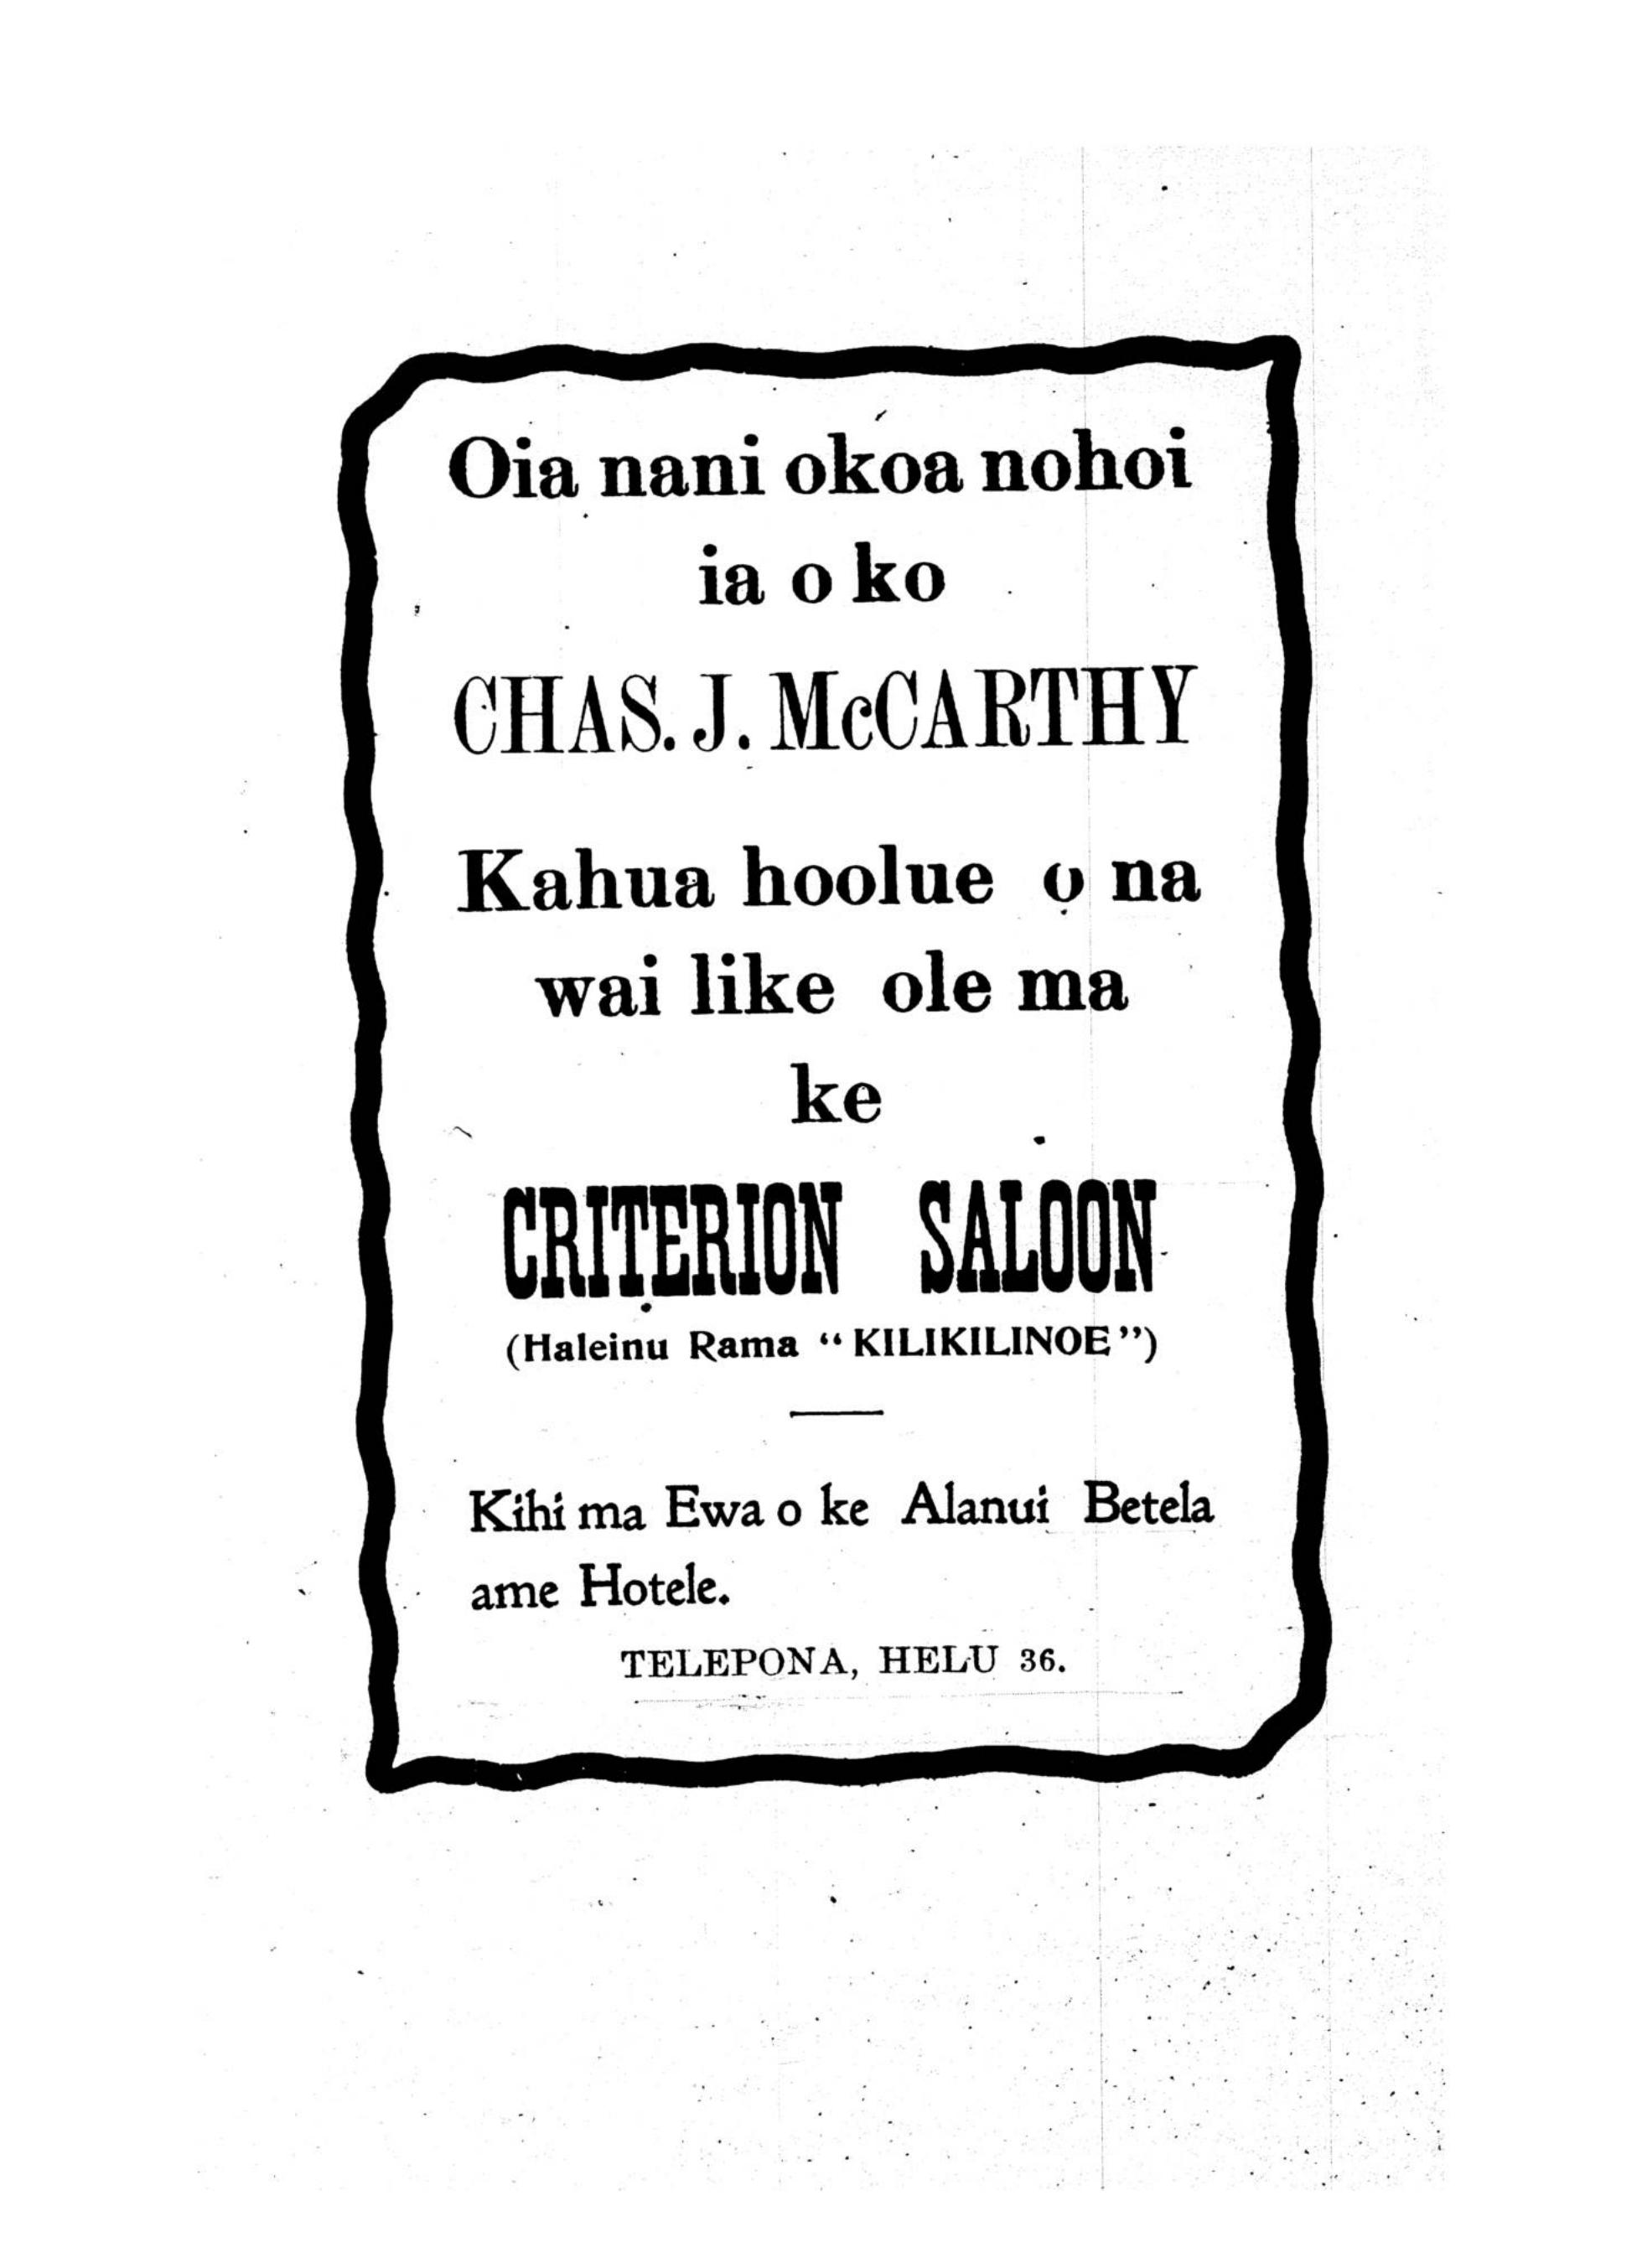 Oia nani okoa nohoi
ia o ko
CHAS. J. McCARTHY
Kahua hoolue o na
wai like ole ma
ke
CRITERION SALOON
(Haleinu Rama “KILIKILINOE”)
Kihi ma Ewa o ke Alanui Betela
ame Hotele.
TELEPONA, HELU 36.